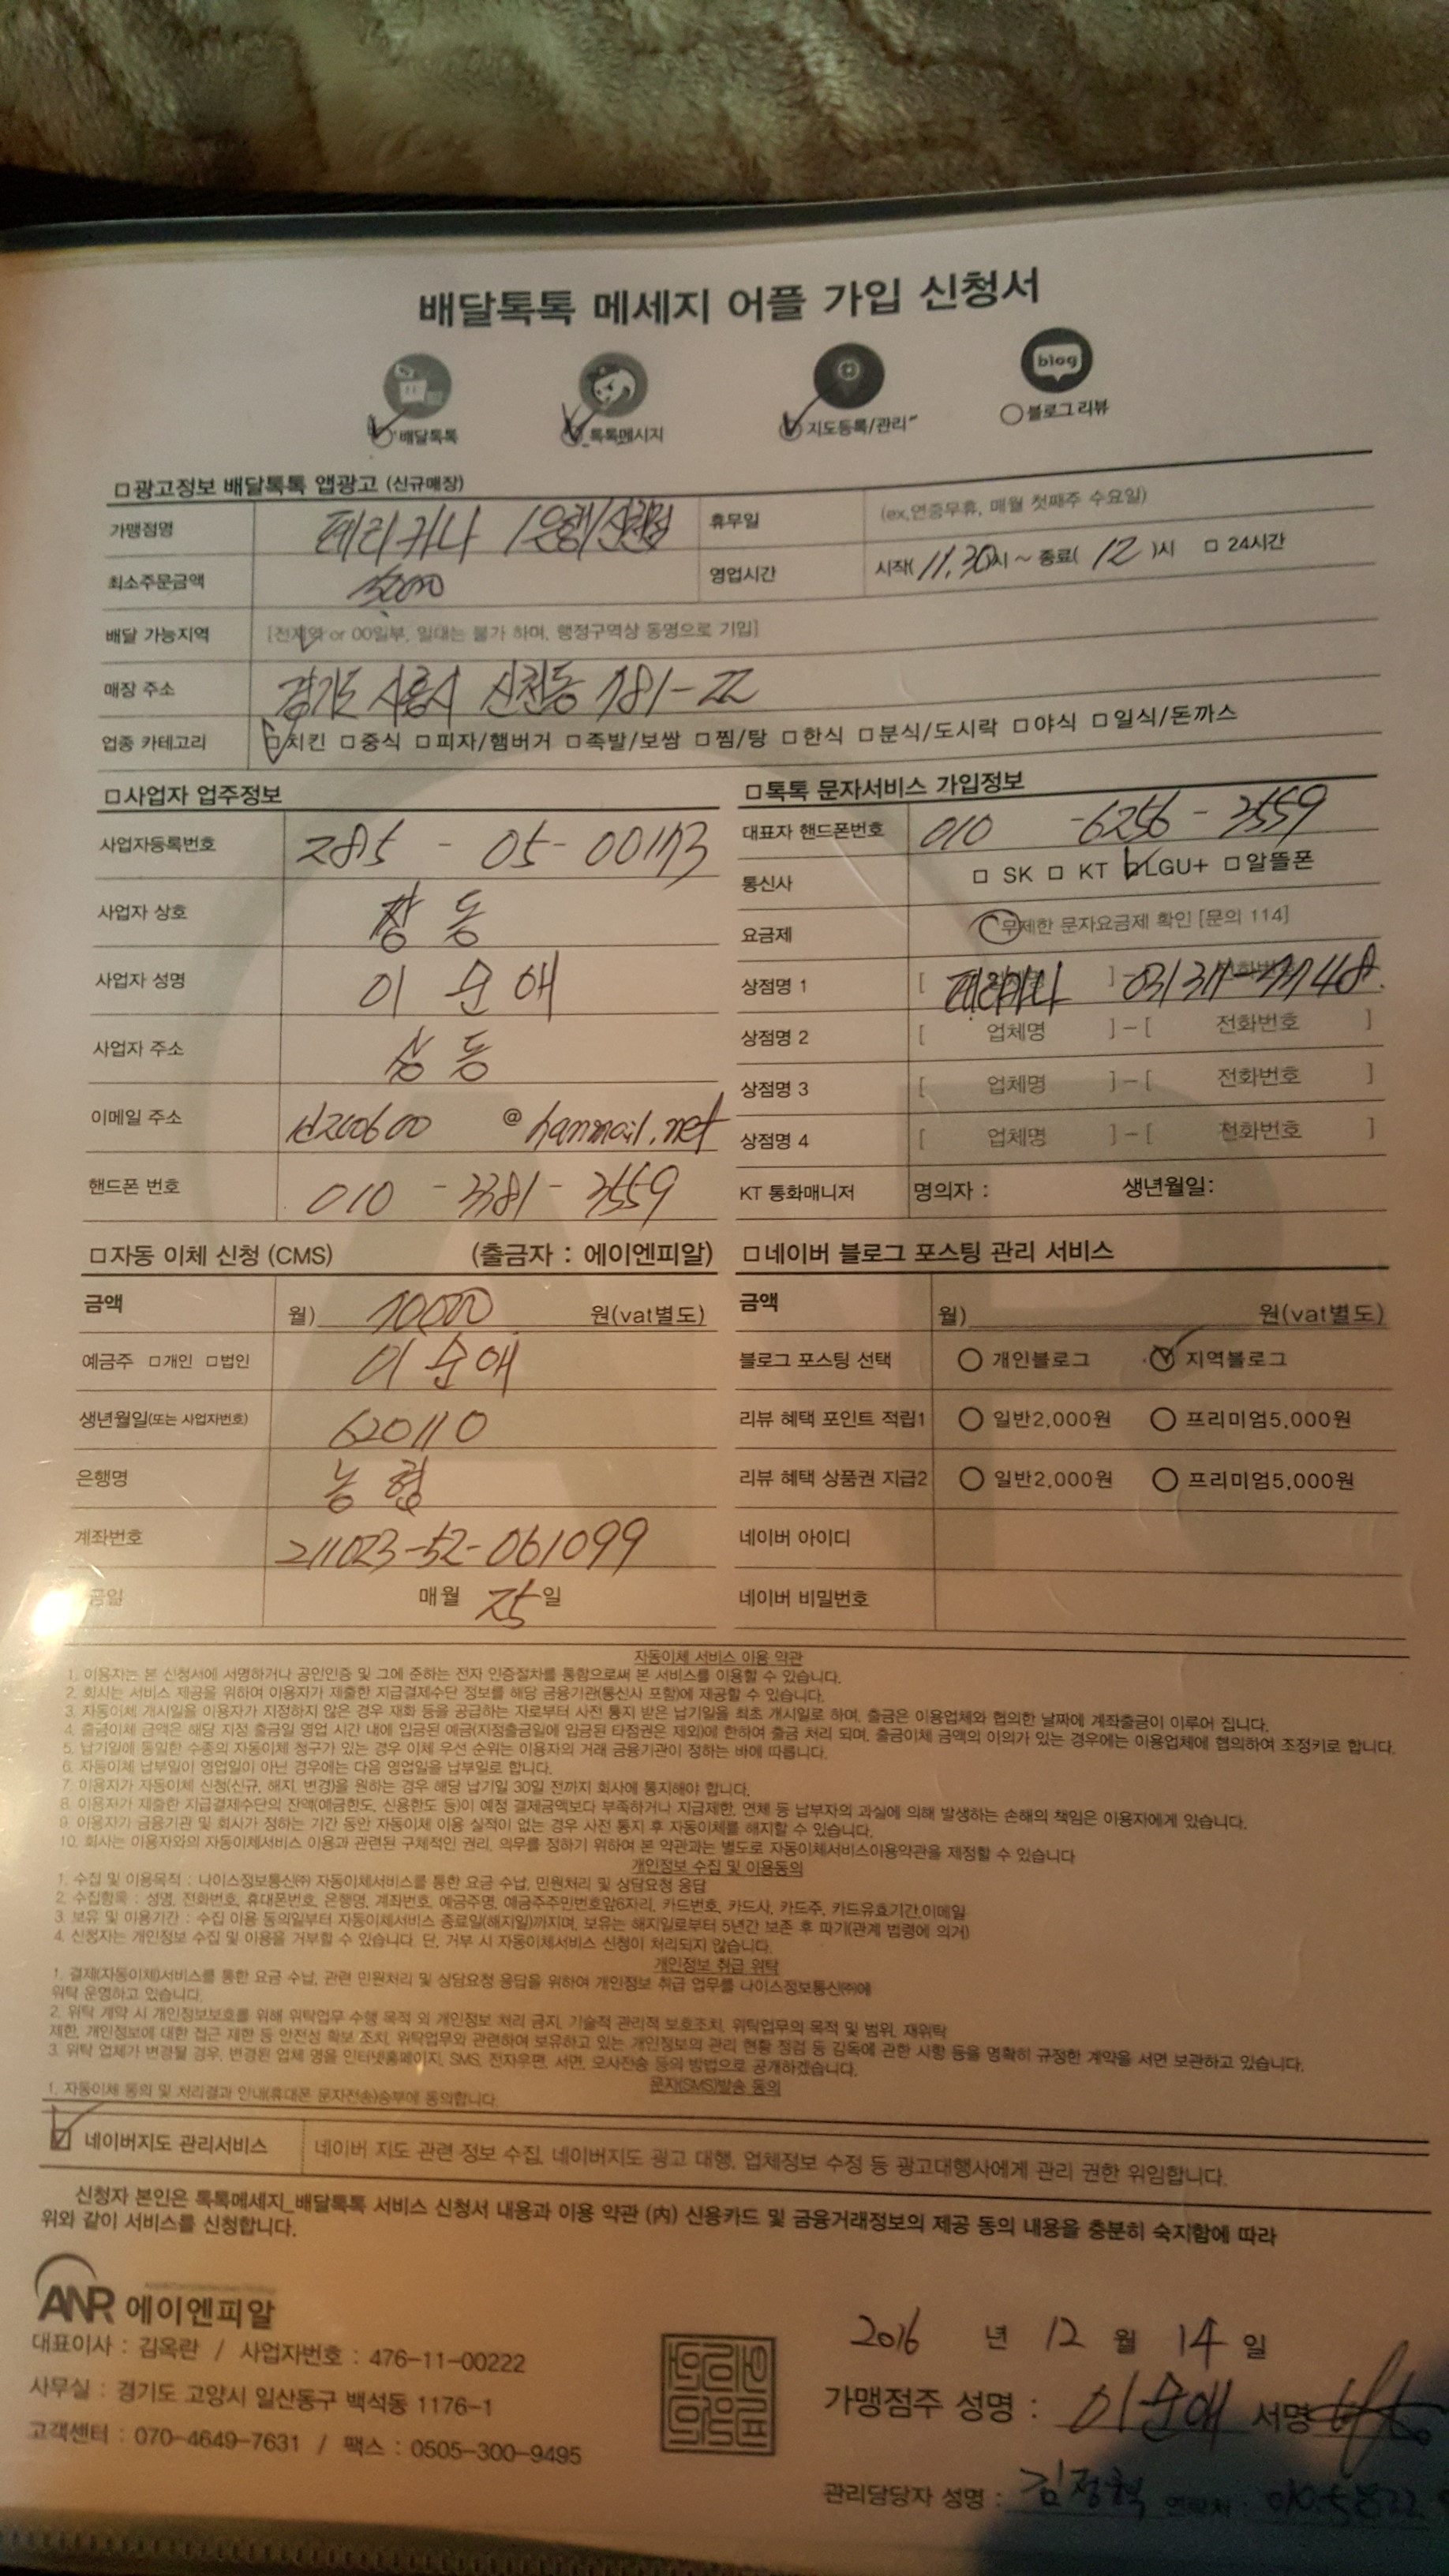 배달톡톡 메세지 어플 가입 신청서
blog
배달톡톡 톡톡메시지 지도등록/관리 블로그 리뷰
□광고정보 배달톡톡 앱광고 (신규매장)
가맹점명 페리카나 /은행/신천점 휴무일 (ex,연중무휴, 매월 첫째주 수요일)
최소주문금액 영업시간 시작( 11.30 )시 ~ 종료( 12 )시 □ 24시간
배달 가능지역 [전지역 or 00일부, 일대는 불가 하며, 행정구역상 동명으로 기입]
매장 주소 경기도 시흥시 신천동 781-22
업종 카테고리 □치킨 □중식 □피자/햄버거 □족발/보쌈 □찜/탕 □한식 □분식/도시락 □야식 □일식/돈까스
□사업자 업주정보 □톡톡 문자서비스 가입정보
사업자등록번호 285 - 05 - 00173 대표자 핸드폰번호 010 - 6256 - 3559
통신사 □ SK □ KT □LGU+ □알뜰폰
사업자 상호 동
요금제 무제한 문자요금제 확인 [문의 114]
사업자 성명 이순애 상점명 1 [ 페리카나 ]
상점명 2 [ 업체명 ] - [ 전화번호 ]
사업자 주소 상동
상점명 3 [ 업체명 ] - [ 전화번호 ]
이메일 주소 @ hanmail.net 상점명 4 [ 업체명 ] - [ 전화번호 ]
핸드폰 번호 010 - 3381 - 3559 KT 통화매니저 명의자 : 생년월일:
□자동 이체 신청 (CMS) (출금자 : 에이엔피알) □네이버 블로그 포스팅 관리 서비스
금액 월) 10000 원(vat별도) 금액 월) 원(vat별도)
예금주 □개인 □법인 이순애 블로그 포스팅 선택 개인블로그 지역블로그
생년월일(또는 사업자번호) 620110 리뷰 혜택 포인트 적립1 일반2,000원 프리미엄5,000원
은행명 농협 리뷰 혜택 상품권 지급2 일반2,000원 프리미엄5,000원
계좌번호 211023-52-061099 네이버 아이디
금일 매월 25일 네이버 비밀번호
자동이체 서비스 이용 약관
1. 이용자는 본 신청서에 서명하거나 공인인증 및 그에 준하는 전자 인증절차를 통함으로써 본 서비스를 이용할 수 있습니다.
2. 회사는 서비스 제공을 위하여 이용자가 제출한 지급결제수단 정보를 해당 금융기관(통신사 포함)에 제공할 수 있습니다.
3. 자동이체 개시일을 이용자가 지정하지 않은 경우 재화 등을 공급하는 자로부터 사전 통지 받은 납기일을 최초 개시일로 하며, 출금은 이용업체와 협의한 날짜에 계좌출금이 이루어 집니다.
4. 출금이체 금액은 해당 지정 출금일 영업 시간 내에 입금된 예금(지정출금일에 입금된 타점권은 제외)에 한하여 출금 처리 되며, 출금이체 금액의 이의가 있는 경우에는 이용업체에 협의하여 조정키로 합니다.
5. 납기일에 동일한 수종의 자동이체 청구가 있는 경우 이체 우선 순위는 이용자의 거래 금융기관이 정하는 바에 따릅니다.
6. 자동이체 납부일이 영업일이 아닌 경우에는 다음 영업일을 납부일로 합니다.
7. 이용자가 자동이체 신청(신규, 해지, 변경)을 원하는 경우 해당 납기일 30일 전까지 회사에 통지해야 합니다.
8. 이용자가 제출한 지급결제수단의 잔액(예금한도, 신용한도 등)이 예정 결제금액보다 부족하거나 지급제한, 연체 등 납부자의 과실에 의해 발생하는 손해의 책임은 이용자에게 있습니다.
9. 이용자가 금융기관 및 회사가 정하는 기간 동안 자동이체 이용 실적이 없는 경우 사전 통지 후 자동이체를 해지할 수 있습니다.
10. 회사는 이용자와의 자동이체서비스 이용과 관련된 구체적인 권리, 의무를 정하기 위하여 본 약관과는 별도로 자동이체서비스이용약관을 제정할 수 있습니다
개인정보 수집 및 이용동의
1. 수집 및 이용목적 : 나이스정보통신㈜ 자동이체서비스를 통한 요금 수납, 민원처리 및 상담요청 응답
2. 수집항목 : 성명, 전화번호, 휴대폰번호, 은행명, 계좌번호, 예금주명, 예금주주민번호앞6자리, 카드번호, 카드사, 카드주, 카드유효기간,이메일
3. 보유 및 이용기간 : 수집 이용 동의일부터 자동이체서비스 종료일(해지일)까지며, 보유는 해지일로부터 5년간 보존 후 파기(관계 법령에 의거)
4. 신청자는 개인정보 수집 및 이용을 거부할 수 있습니다. 단, 거부 시 자동이체서비스 신청이 처리되지 않습니다.
개인정보 취급 위탁
1. 결제(자동이체)서비스를 통한 요금 수납, 관련 민원처리 및 상담요청 응답을 위하여 개인정보 취급 업무를 나이스정보통신㈜에
위탁 운영하고 있습니다.
2. 위탁 계약 시 개인정보보호를 위해 위탁업무 수행 목적 외 개인정보 처리 금지, 기술적 관리적 보호조치, 위탁업무의 목적 및 범위, 재위탁
제한, 개인정보에 대한 접근 제한 등 안전성 확보 조치, 위탁업무와 관련하여 보유하고 있는 개인정보의 관리 현황 점검 등 감독에 관한 사항 등을 명확히 규정한 계약을 서면 보관하고 있습니다.
3. 위탁 업체가 변경될 경우, 변경된 업체 명을 인터넷홈페이지, SMS, 전자우편, 서면, 모사전송 등의 방법으로 공개하겠습니다.
문자(SMS)발송 동의
1. 자동이체 동의 및 처리결과 안내(휴대폰 문자전송)송부에 동의합니다.
네이버지도 관리서비스 네이버 지도 관련 정보 수집, 네이버지도 광고 대행, 업체정보 수정 등 광고대행사에게 관리 권한 위임합니다.
신청자 본인은 톡톡메세지_배달톡톡 서비스 신청서 내용과 이용 약관 (內) 신용카드 및 금융거래정보의 제공 동의 내용을 충분히 숙지함에 따라
위와 같이 서비스를 신청합니다.
ANR 에이엔피알
대표이사 : 김옥란 / 사업자번호 : 476-11-00222
사무실 : 경기도 고양시 일산동구 백석동 1176-1
고객센터 : 070-4649-7631 / 팩스 : 0505-300-9495
2016 년 12 월 14 일
가맹점주 성명 : 이순애 서명
관리담당자 성명 : 김정혁 연락처 :